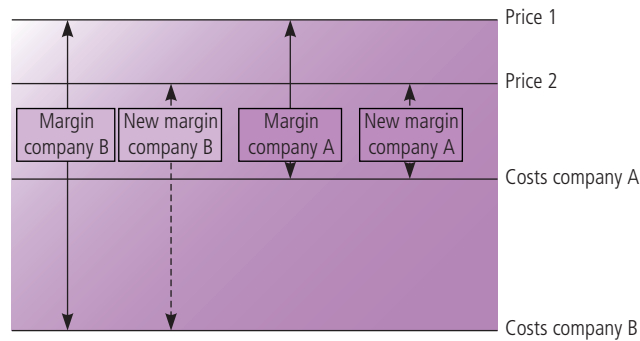 Price 1
Price 2
Margin
company B
New margin
company B
Margin
company A
New margin
company A
Costs company A
Costs company B